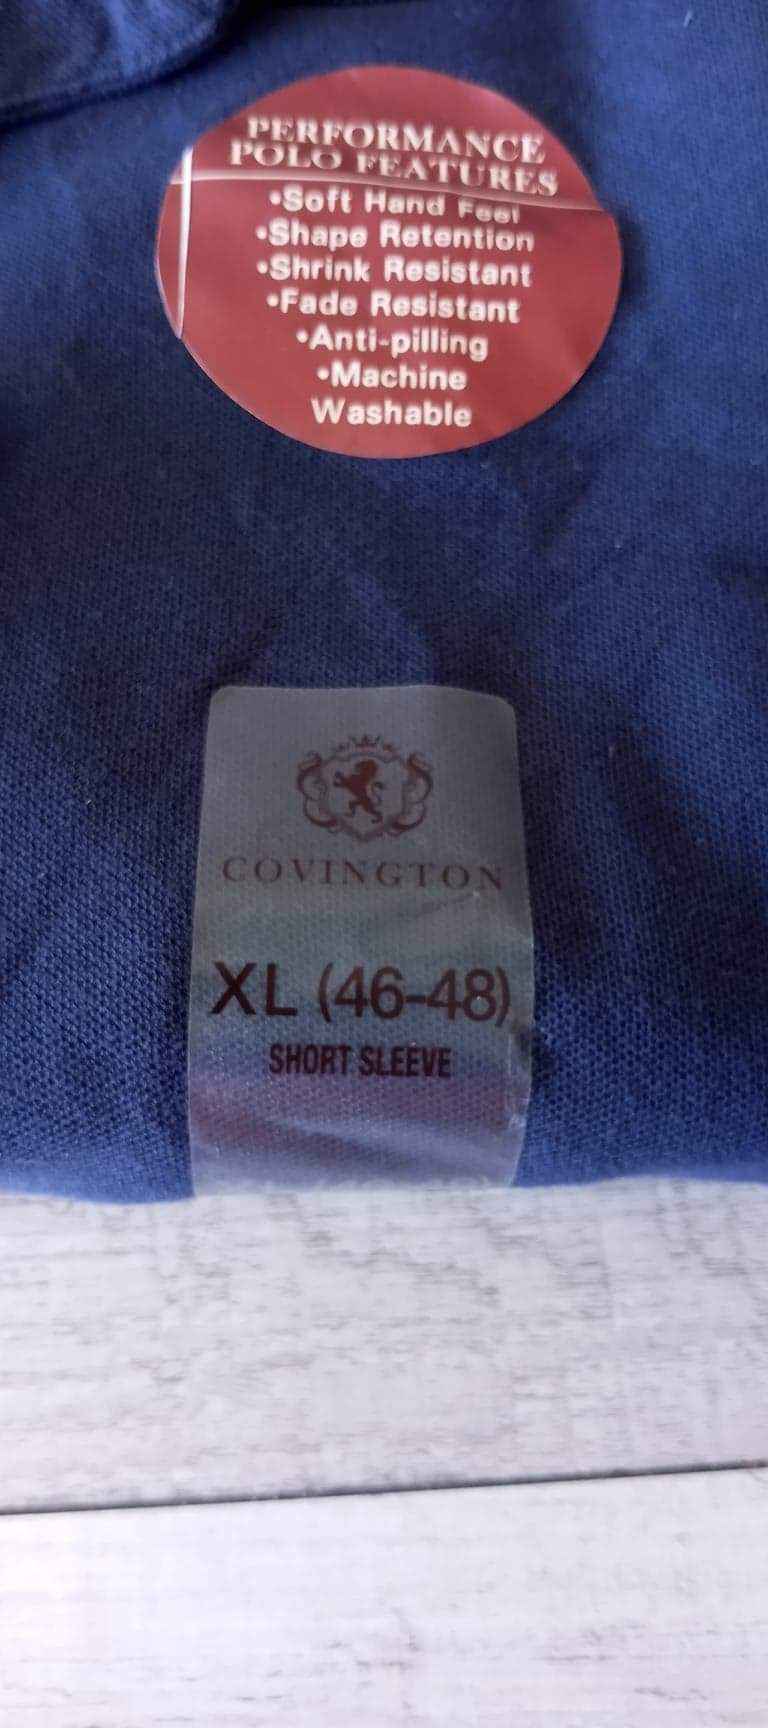 PERFORMANCE
POLO FEATURES
•Soft Hand Feel
•Shape Retention
•Shrink Resistant
•Fade Resistant
•Anti-pilling
•Machine
Washable
COVINGTON
XL (46-48)
SHORT SLEEVE